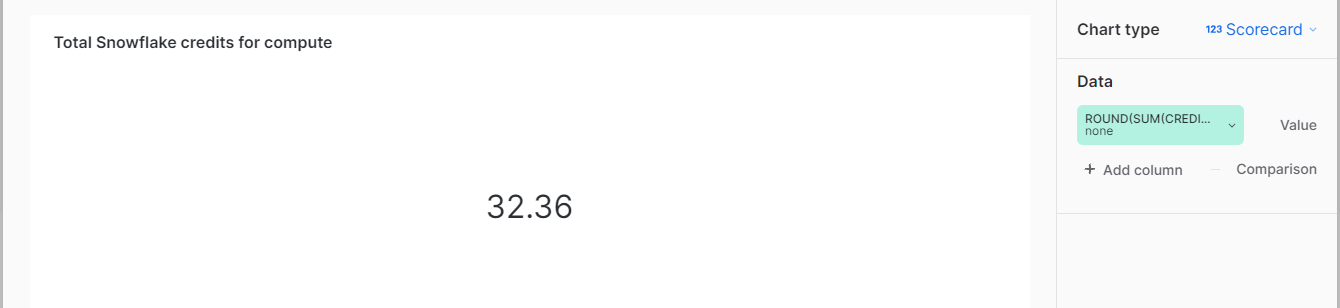 Total Snowflake credits for compute
32.36
Chart type
123 Scorecard
Data
ROUND(SUM(CREDI...
none
Value
+ Add column
Comparison